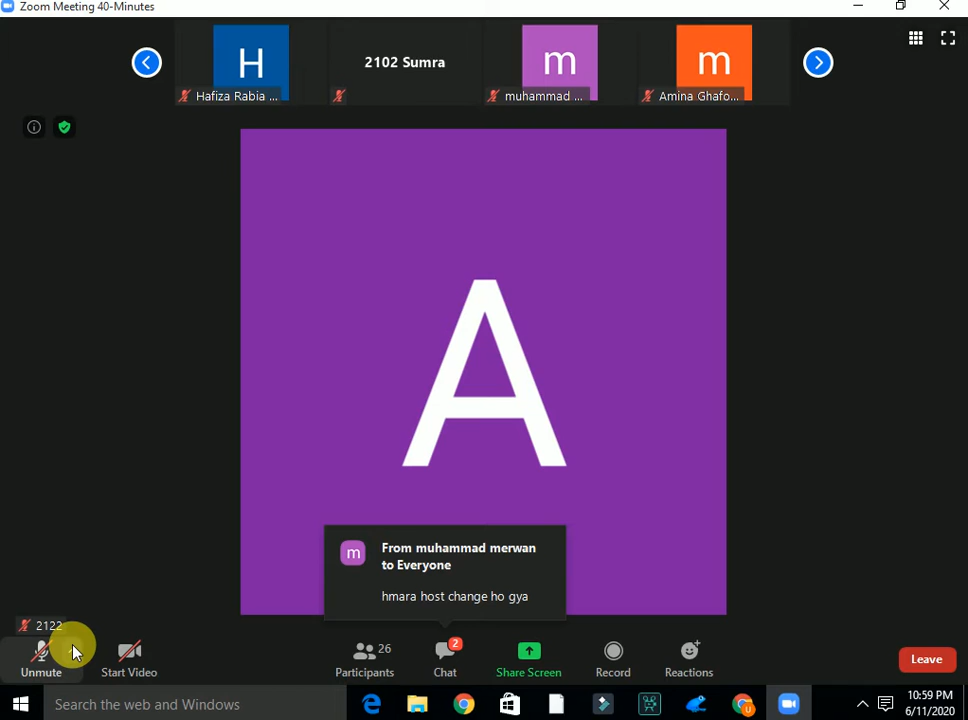 Zoom Meeting 40-Minutes
H
Hafiza Rabia ...
2102 Sumra
m
muhammad ...
m
Amina Ghafo...
A
m
From muhammad merwan
to Everyone
hmara host change ho gya
2122
Unmute
Start Video
26
Participants
2
Chat
Share Screen
Record
Reactions
Leave
Search the web and Windows
10:59 PM
6/11/2020